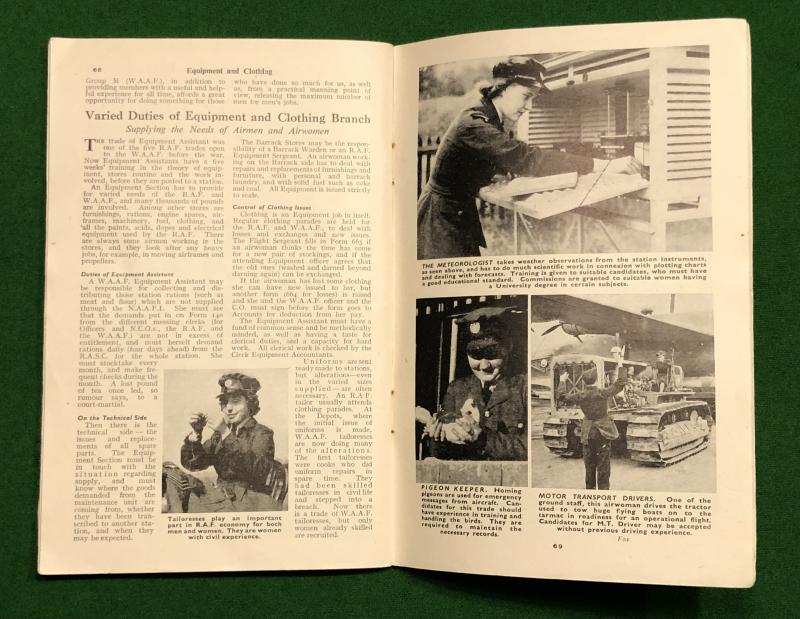 68
Equipment and Clothing
Group M (W.A.A.F.), in addition to
providing members with a useful and help-
ful experience for all time, affords a great
opportunity for doing something for those
who have done so much for us, as well
as, from a practical manning point of
view, releasing the maximum number of
men for men's jobs.
Varied Duties of Equipment and Clothing Branch
Supplying the Needs of Airmen and Airwomen
THE trade of Equipment Assistant was
one of the five R.A.F. trades open
to the W.A.A.F. before the war.
Now Equipment Assistants have a five
weeks' training in the theory of equip-
ment, stores routine and the work in-
volved, before they are posted to a station.
An Equipment Section has to provide
for varied needs of the R.A.F. and
W.A.A.F., and many thousands of pounds
are involved. Among other stores are
furnishings, rations, engine spares, air-
frames, machinery, fuel, clothing, and
all the paints, acids, dopes and electrical
equipment used by the R.A.F. There
are always some airmen working in the
stores, and they look after any heavy
jobs, for example, in moving airframes and
propellers.
Duties of Equipment Assistant
A W.A.A.F. Equipment Assistant may
be responsible for collecting and dis-
tributing those station rations (such as
meat and flour) which are not supplied
through the N.A.A.F.I. She must see
that the demands put in on Form 140
from the different messing clerks (for
Officers and N.C.O.s, the R.A.F. and
the W.A.A.F.) are not in excess of
entitlement, and must herself demand
rations daily (four days ahead) from the
R.A.S.C. for the whole station. She
must stocktake every
month, and make fre-
quent checks during the
month. A lost pound
of tea once led, so
rumour says, to a
court-martial.
On the Technical Side
Then there is the
technical side—the
issues and replace-
ments of all spare
parts. The Equip-
ment Section must be
in touch with the
situation regarding
supply, and must
know where the goods
demanded from the
maintenance unit are
coming from, whether
they have been tran-
scribed to another sta-
tion, and when they
may be expected.
Tailoresses play an important
part in R.A.F. economy for both
men and women. They are women
with civil experience.
The Barrack Stores may be the respon-
sibility of a Barrack Warden or an R.A.F.
Equipment Sergeant. An airwoman work-
ing on the Barrack side has to deal with
repairs and replacements of furnishings and
furniture, with personal and barrack
laundry, and with solid fuel such as coke
and coal. All Equipment is issued strictly
to scale.
Control of Clothing Issues
Clothing is an Equipment job in itself.
Regular clothing parades are held for
the R.A.F. and W.A.A.F., to deal with
losses and exchanges and new issues.
The Flight Sergeant fills in Form 663 if
an airwoman thinks the time has come
for a new pair of stockings, and if the
attending Equipment officer agrees that
the old ones (washed and darned beyond
darning again) can be exchanged.
If the airwoman has lost some clothing
she can have new issued to her, but
another form (664 for losses) is raised
and she and the W.A.A.F. officer and the
C.O. must sign before the form goes to
Accounts for deduction from her pay.
The Equipment Assistant must have a
fund of common sense and be methodically
minded, as well as having a taste for
clerical duties, and a capacity for hard
work. All clerical work is checked by the
Clerk Equipment Accountants.
Uniforms are sent
ready made to stations,
but alterations—even
in the varied sizes
supplied—are often
necessary. An R.A.F.
tailor usually attends
clothing parades. At
the Depots, where
the initial issue of
uniforms is made,
W.A.A.F. tailoresses
are now doing many
of the alterations.
The first tailoresses
were cooks who did
uniform repairs in
spare time. They
had been skilled
tailoresses in civil life
and stepped into a
breach. Now there
is a trade of W.A.A.F.
tailoresses, but only
women already skilled
are recruited.
THE METEOROLOGIST takes weather observations from the station instruments,
as seen above, and has to do much scientific work in connexion with plotting charts
and dealing with forecasts. Training is given to suitable candidates, who must have
a good educational standard. Commissions are granted to suitable women having
a University degree in certain subjects.
PIGEON KEEPER. Homing
pigeons are used for emergency
messages from aircraft. Can-
didates for this trade should
have experience in training and
handling the birds. They are
required to maintain the
necessary records.
MOTOR TRANSPORT DRIVERS. One of the
ground staff, this airwoman drives the tractor
used to tow huge flying boats on to the
tarmac in readiness for an operational flight.
Candidates for M.T. Driver may be accepted
without previous driving experience.
Fox
69